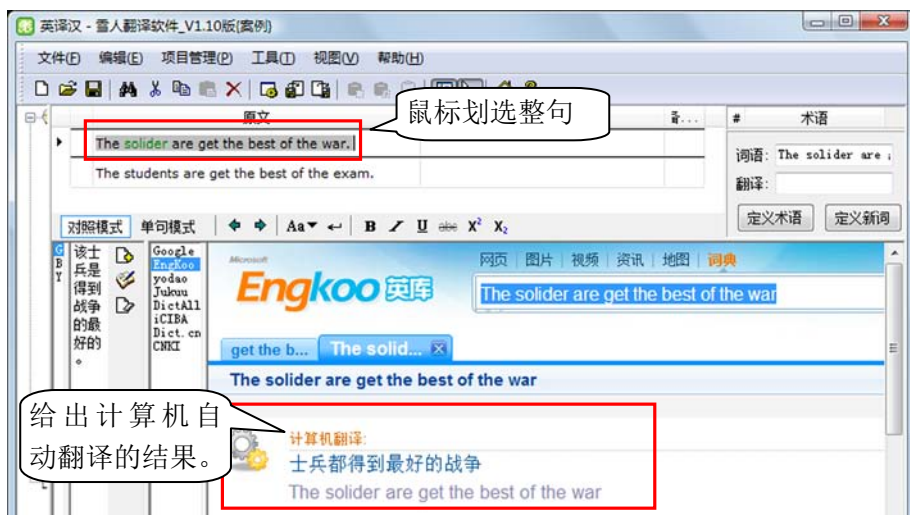 英译汉 - 雪人翻译软件_V1.10版(案例)
文件(F) 编辑(E) 项目管理(P) 工具(T) 视图(V) 帮助(H)
鼠标划选整句
原文
# 术语
The solider are get the best of the war.
The students are get the best of the exam.
词语: The solider are
翻译:
定义术语 定义新词
对照模式 单句模式 Aa B I U abc X² X₂
G
B
Y
该士
兵是
得到
战争
的最
好的
。
Google
EngKoo
yodao
Jukuu
DictAll
iCIBA
Dict.cn
CNKI
Microsoft
Engkoo 英库
网页 图片 视频 资讯 地图 词典
The solider are get the best of the war
get the b... The solid...
The solider are get the best of the war
给出计算机自
动翻译的结果。
计算机翻译:
士兵都得到最好的战争
The solider are get the best of the war